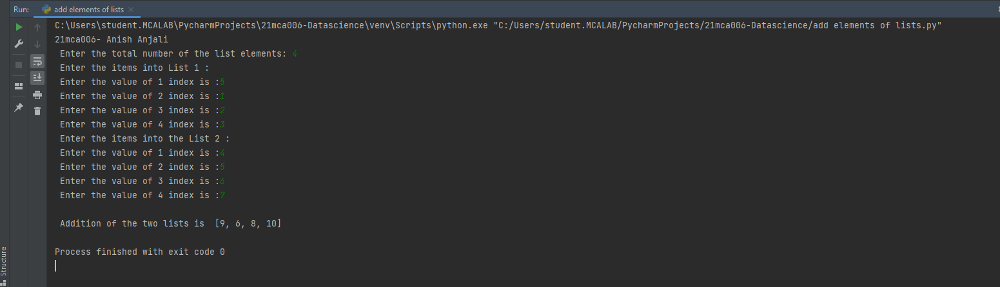 Run: add elements of lists
C:\Users\student.MCALAB\PycharmProjects\21mca006-Datascience\venv\Scripts\python.exe "C:/Users/student.MCALAB/PycharmProjects/21mca006-Datascience/add elements of lists.py"
21mca006- Anish Anjali
Enter the total number of the list elements: 4
Enter the items into List 1 :
Enter the value of 1 index is :5
Enter the value of 2 index is :1
Enter the value of 3 index is :2
Enter the value of 4 index is :3
Enter the items into the List 2 :
Enter the value of 1 index is :4
Enter the value of 2 index is :5
Enter the value of 3 index is :6
Enter the value of 4 index is :7
Addition of the two lists is  [9, 6, 8, 10]
Process finished with exit code 0
Structure